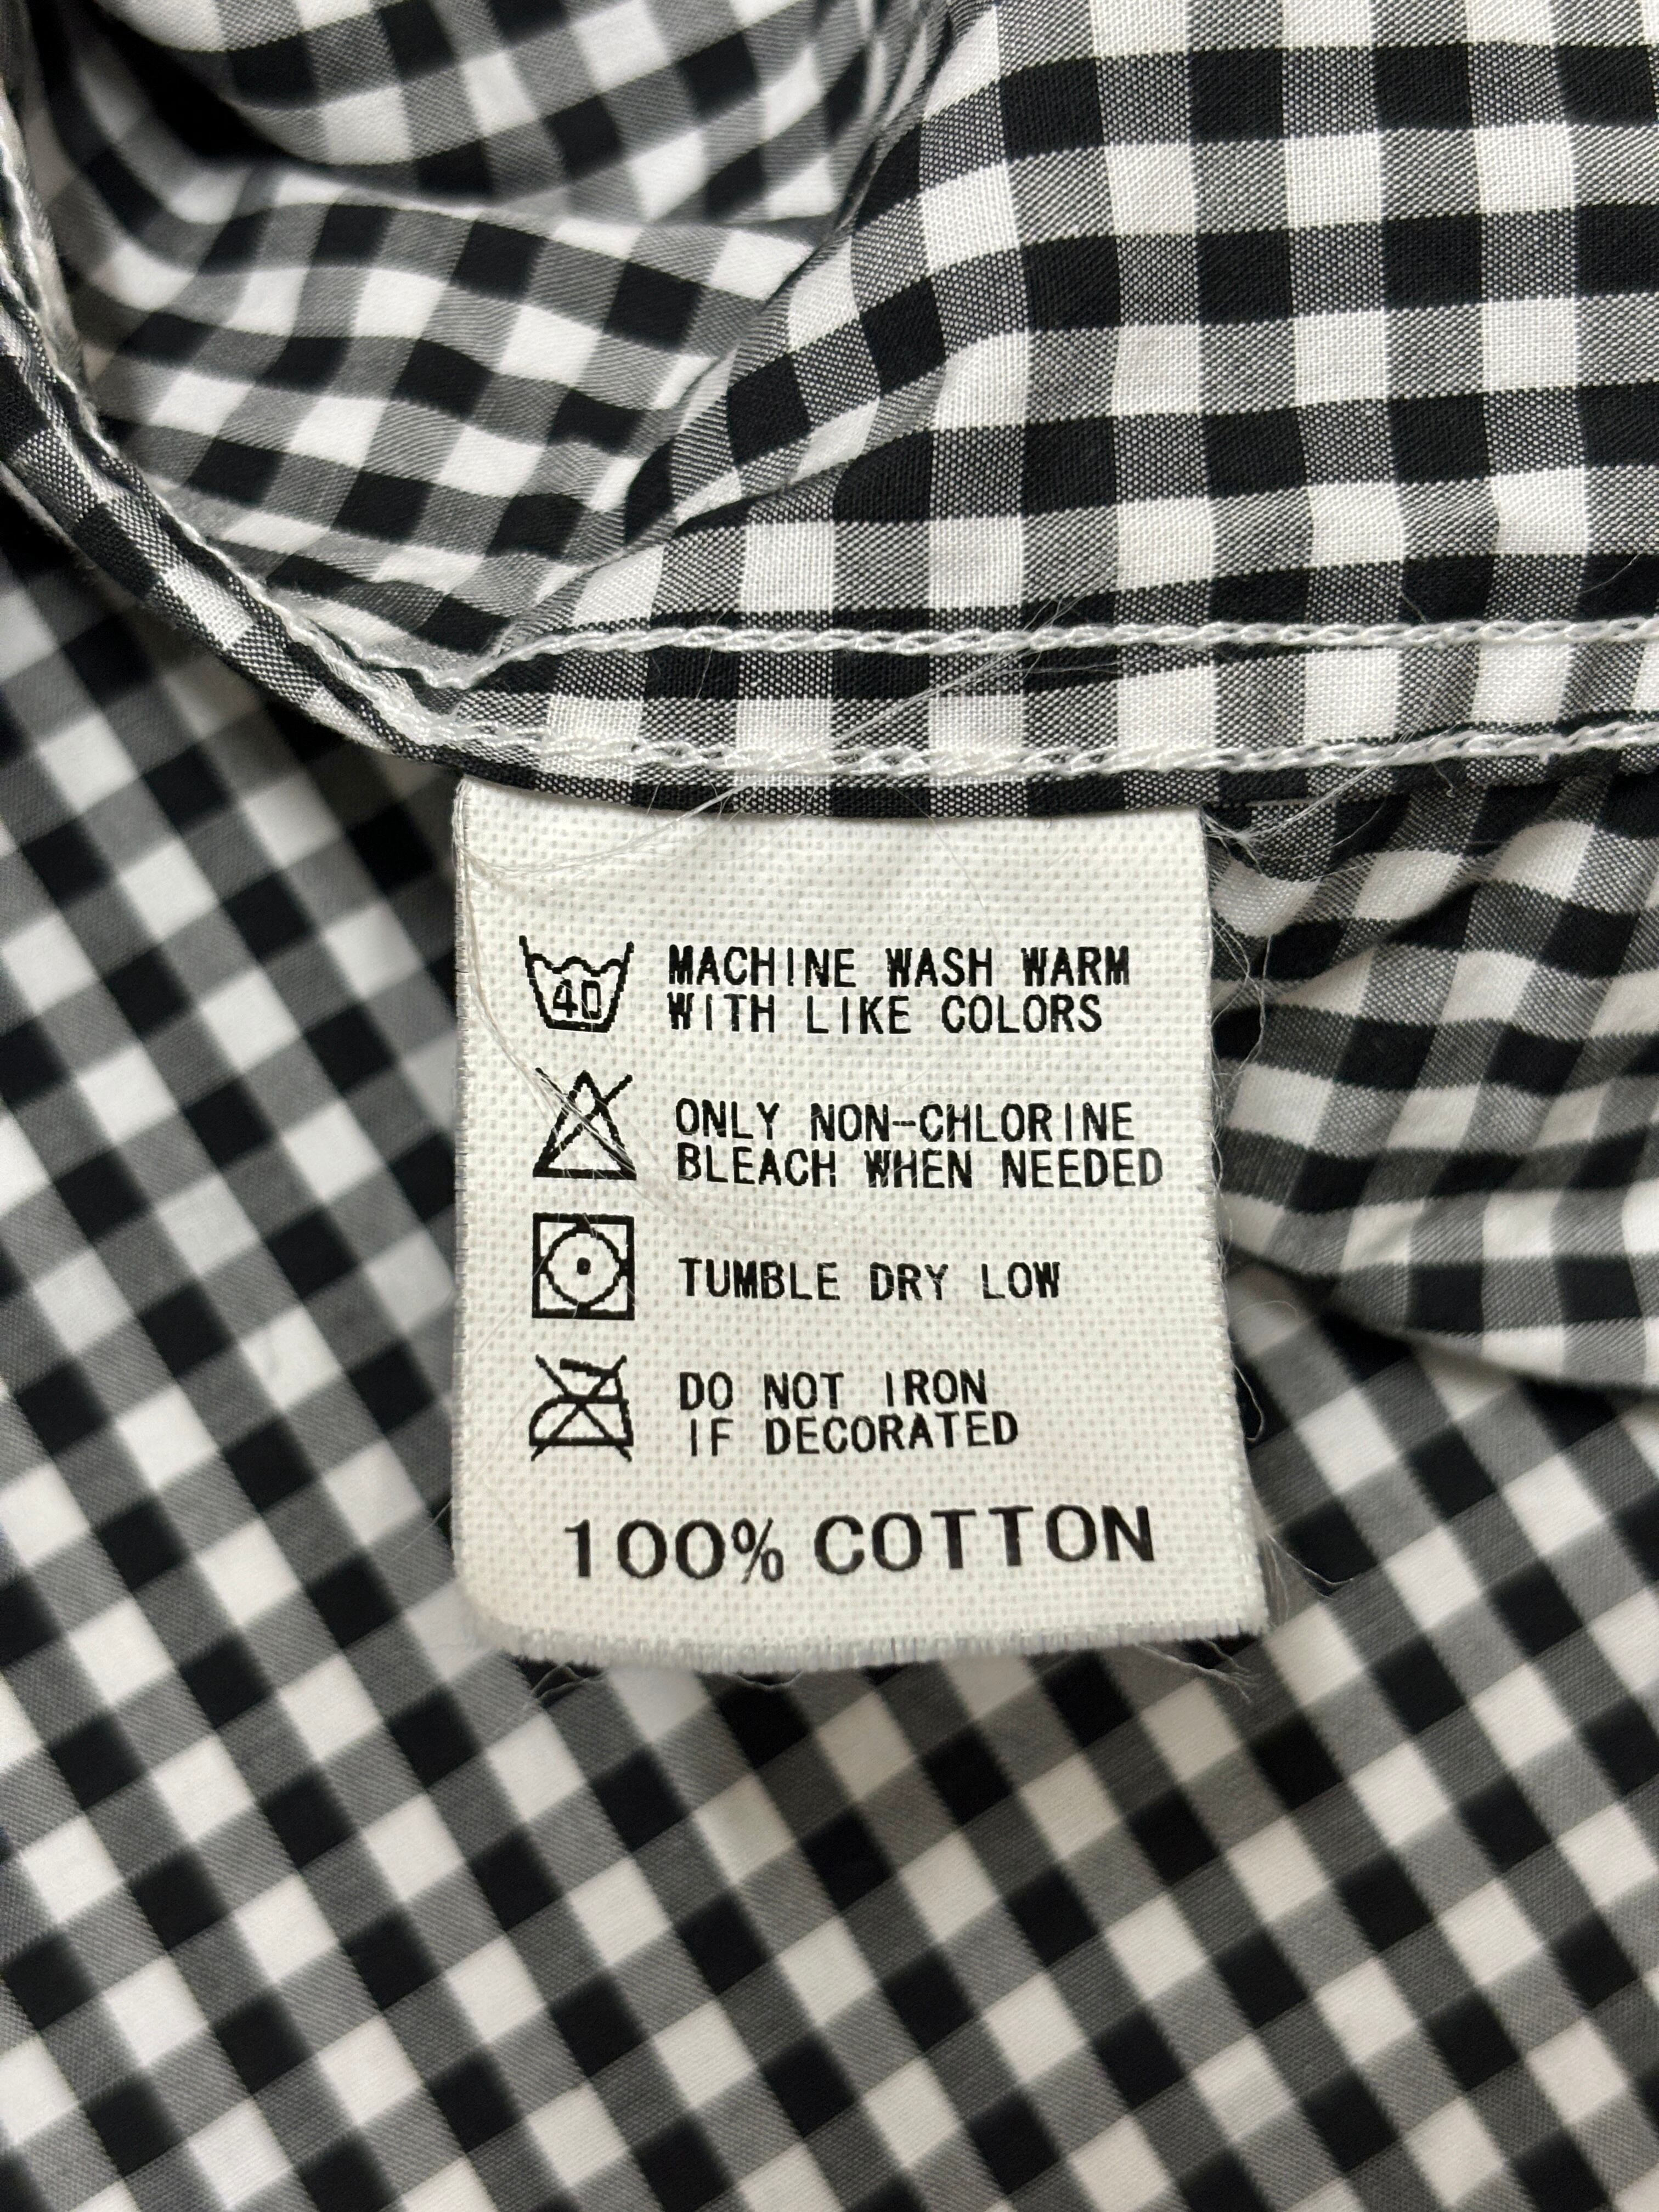 40 MACHINE WASH WARM
WITH LIKE COLORS
ONLY NON-CHLORINE
BLEACH WHEN NEEDED
TUMBLE DRY LOW
DO NOT IRON
IF DECORATED
100% COTTON